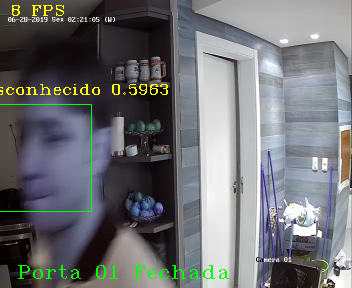 8 FPS
06-28-2019 Sex 02:21:05 (W)
sconhecido 0.5963
Camera 01
Porta 01 Fechada